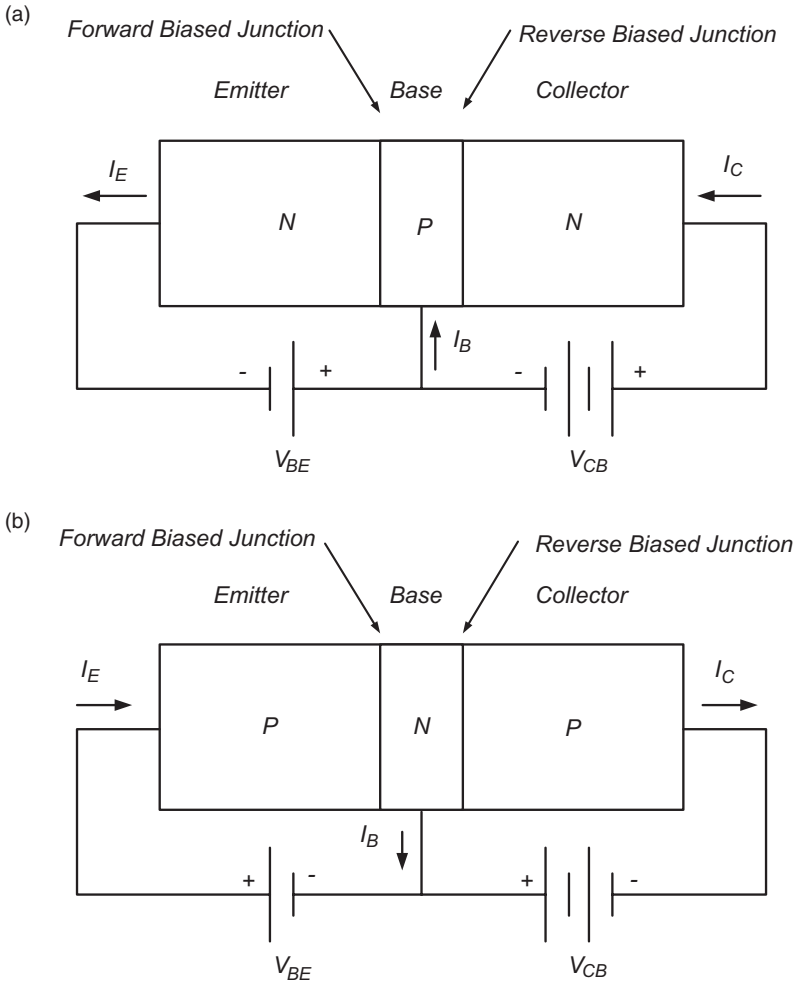 (a)
Forward Biased Junction
Reverse Biased Junction
Emitter Base Collector
I_E
I_C
N P N
I_B
- + - +
V_BE V_CB
(b)
Forward Biased Junction
Reverse Biased Junction
Emitter Base Collector
I_E
I_C
P N P
I_B
+ - + -
V_BE V_CB